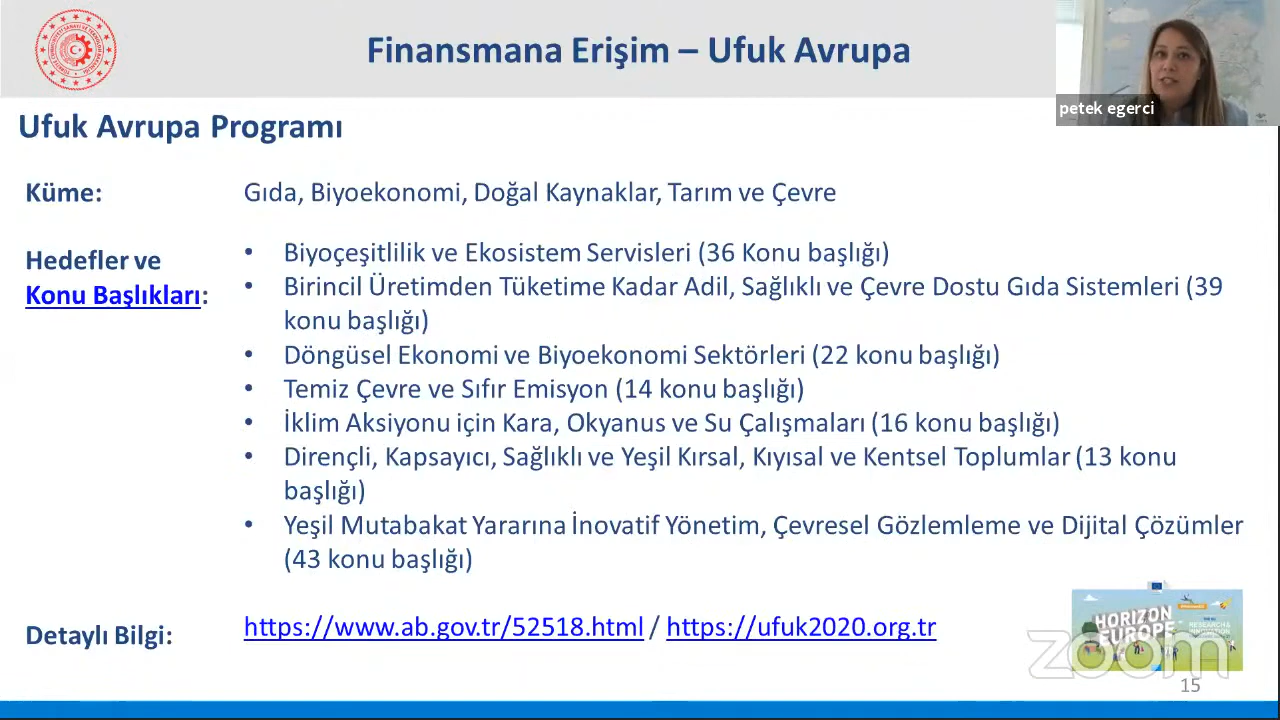 Finansmana Erişim – Ufuk Avrupa
petek egerci
Ufuk Avrupa Programı
Küme:
Gıda, Biyoekonomi, Doğal Kaynaklar, Tarım ve Çevre
Hedefler ve
Konu Başlıkları:
• Biyoçeşitlilik ve Ekosistem Servisleri (36 Konu başlığı)
• Birincil Üretimden Tüketime Kadar Adil, Sağlıklı ve Çevre Dostu Gıda Sistemleri (39
konu başlığı)
• Döngüsel Ekonomi ve Biyoekonomi Sektörleri (22 konu başlığı)
• Temiz Çevre ve Sıfır Emisyon (14 konu başlığı)
• İklim Aksiyonu için Kara, Okyanus ve Su Çalışmaları (16 konu başlığı)
• Dirençli, Kapsayıcı, Sağlıklı ve Yeşil Kırsal, Kıyısal ve Kentsel Toplumlar (13 konu
başlığı)
• Yeşil Mutabakat Yararına İnovatif Yönetim, Çevresel Gözlemleme ve Dijital Çözümler
(43 konu başlığı)
Detaylı Bilgi:
https://www.ab.gov.tr/52518.html / https://ufuk2020.org.tr
HORIZON
EUROPE
zoom
15